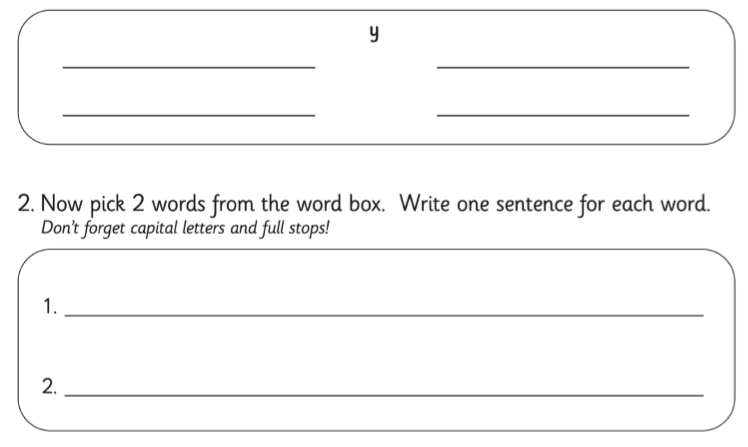 y
2. Now pick 2 words from the word box. Write one sentence for each word.
Don't forget capital letters and full stops!
1.
2.